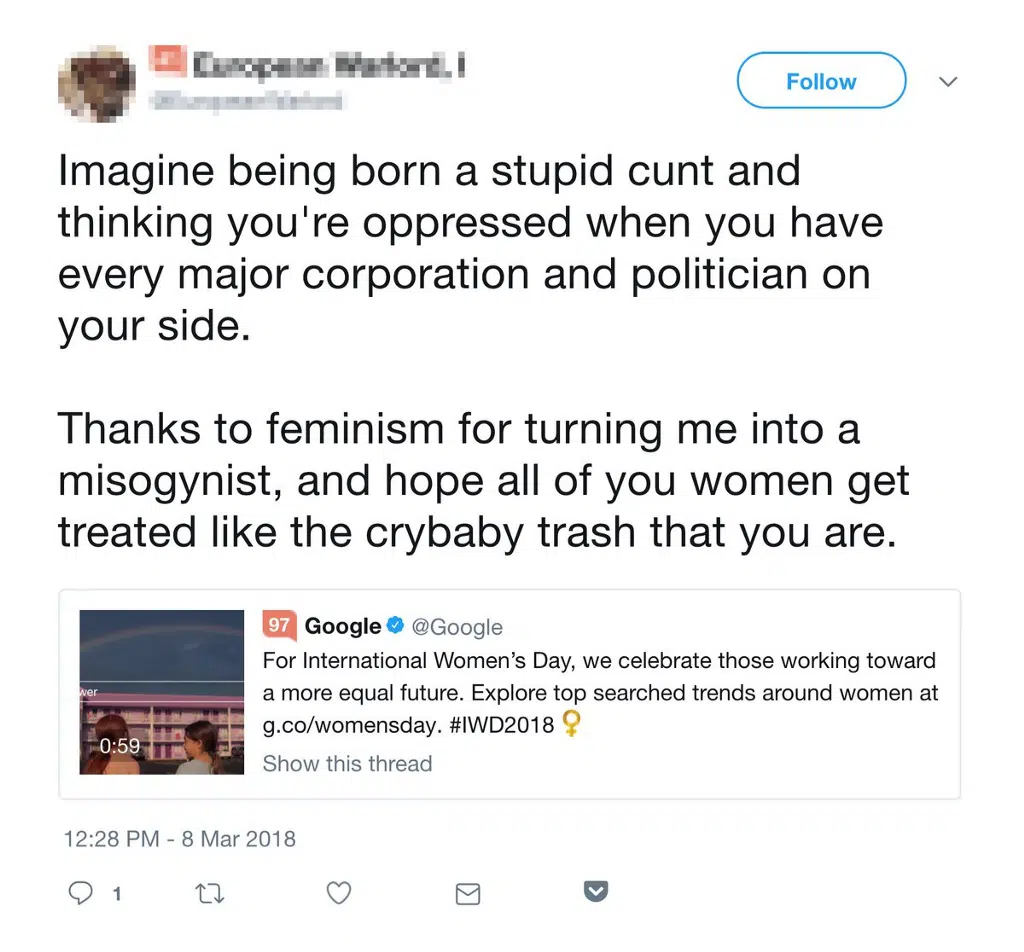 Follow
Imagine being born a stupid cunt and
thinking you're oppressed when you have
every major corporation and politician on
your side.
Thanks to feminism for turning me into a
misogynist, and hope all of you women get
treated like the crybaby trash that you are.
97 Google @Google
For International Women’s Day, we celebrate those working toward
a more equal future. Explore top searched trends around women at
g.co/womensday. #IWD2018
wer
0:59
Show this thread
12:28 PM - 8 Mar 2018
1